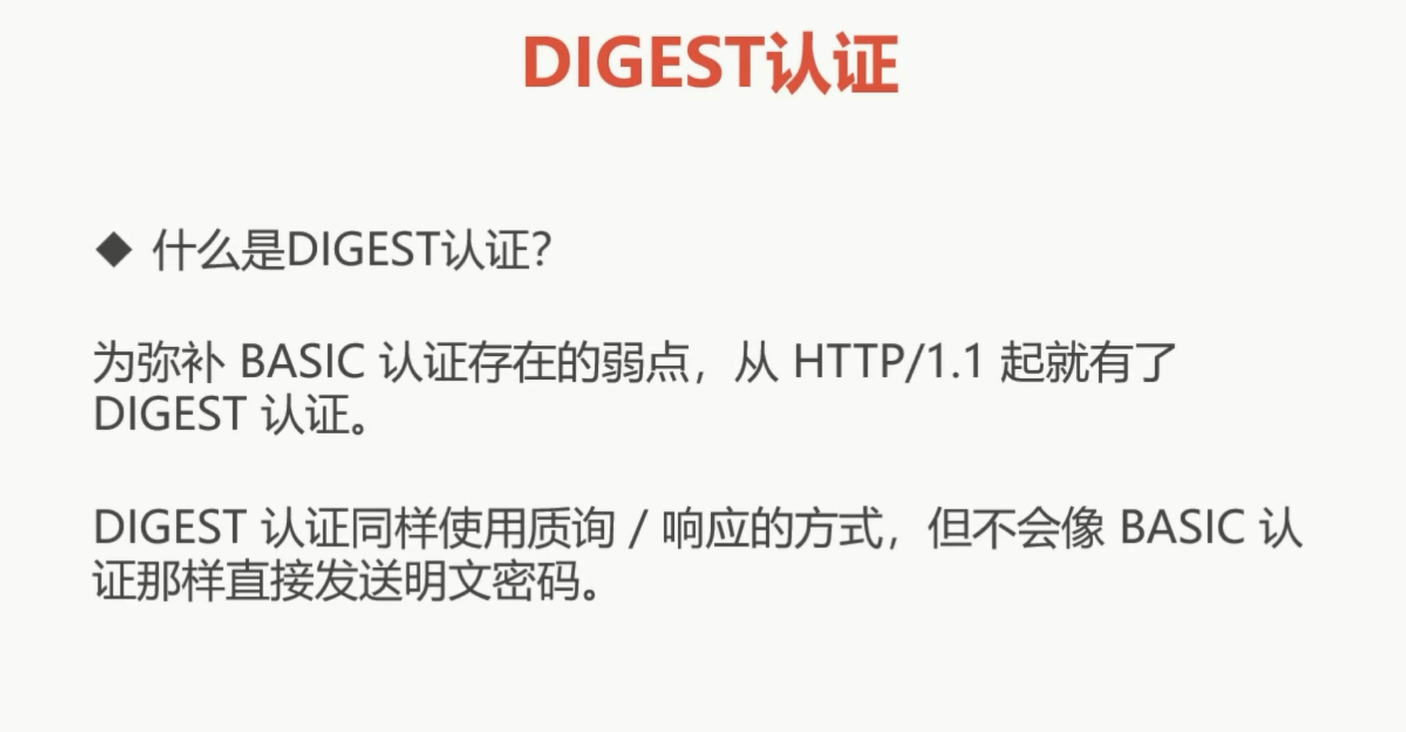 DIGEST认证
◆ 什么是DIGEST认证?
为弥补 BASIC 认证存在的弱点，从 HTTP/1.1 起就有了
DIGEST 认证。
DIGEST 认证同样使用质询 / 响应的方式，但不会像 BASIC 认
证那样直接发送明文密码。